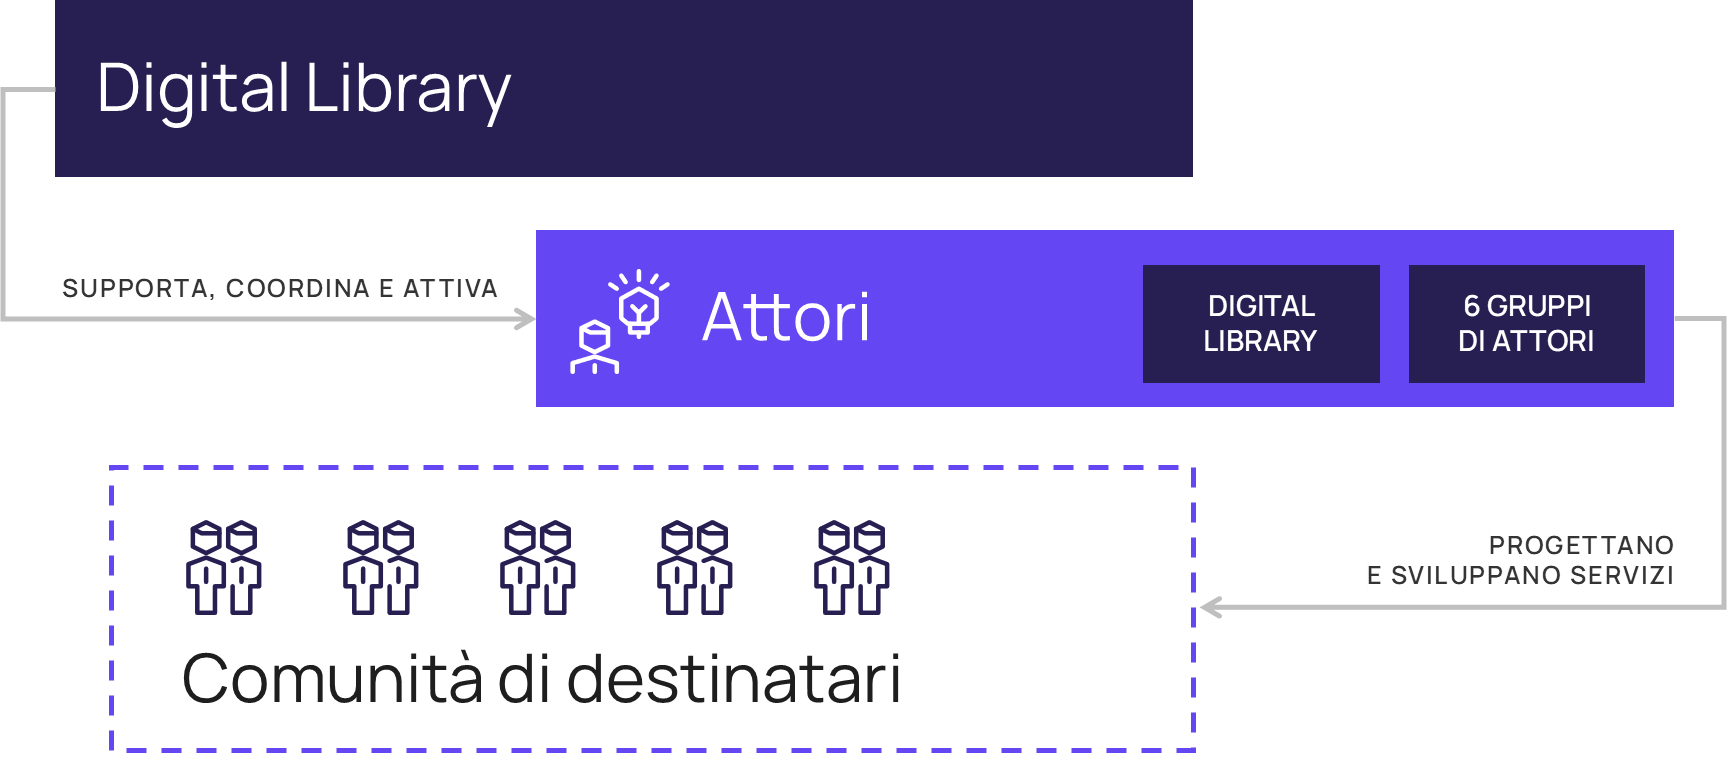 Digital Library
SUPPORTA, COORDINA E ATTIVA
Attori
DIGITAL
LIBRARY
6 GRUPPI
DI ATTORI
PROGETTANO
E SVILUPPANO SERVIZI
Comunità di destinatari